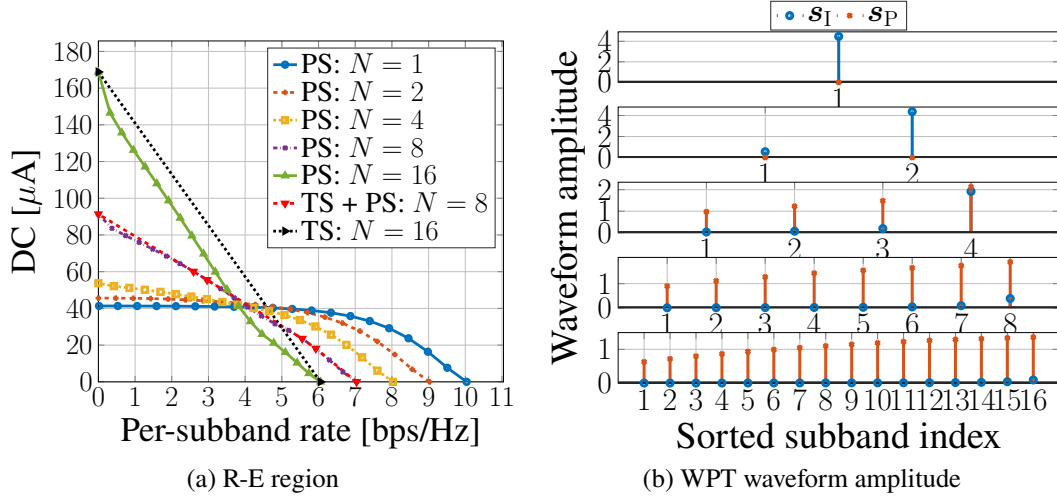 DC [μA]
180
160
140
120
100
80
60
40
20
0
0 1 2 3 4 5 6 7 8 9 10 11
Per-subband rate [bps/Hz]
PS: N = 1
PS: N = 2
PS: N = 4
PS: N = 8
PS: N = 16
TS + PS: N = 8
TS: N = 16
(a) R-E region
s_I s_P
Waveform amplitude
4
2
0
1
4
2
0
1 2
2
1
0
1 2 3 4
1
0
1 2 3 4 5 6 7 8
1
0
1 2 3 4 5 6 7 8 9 10 11 12 13 14 15 16
Sorted subband index
(b) WPT waveform amplitude